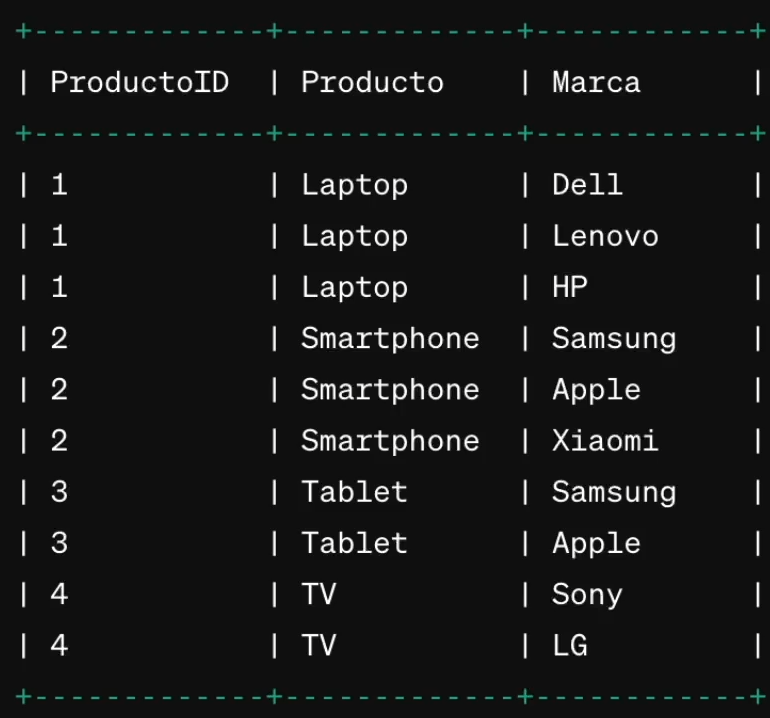 +-------------+-------------+------------+
| ProductoID | Producto | Marca |
+-------------+-------------+------------+
| 1 | Laptop | Dell |
| 1 | Laptop | Lenovo |
| 1 | Laptop | HP |
| 2 | Smartphone | Samsung |
| 2 | Smartphone | Apple |
| 2 | Smartphone | Xiaomi |
| 3 | Tablet | Samsung |
| 3 | Tablet | Apple |
| 4 | TV | Sony |
| 4 | TV | LG |
+-------------+-------------+------------+